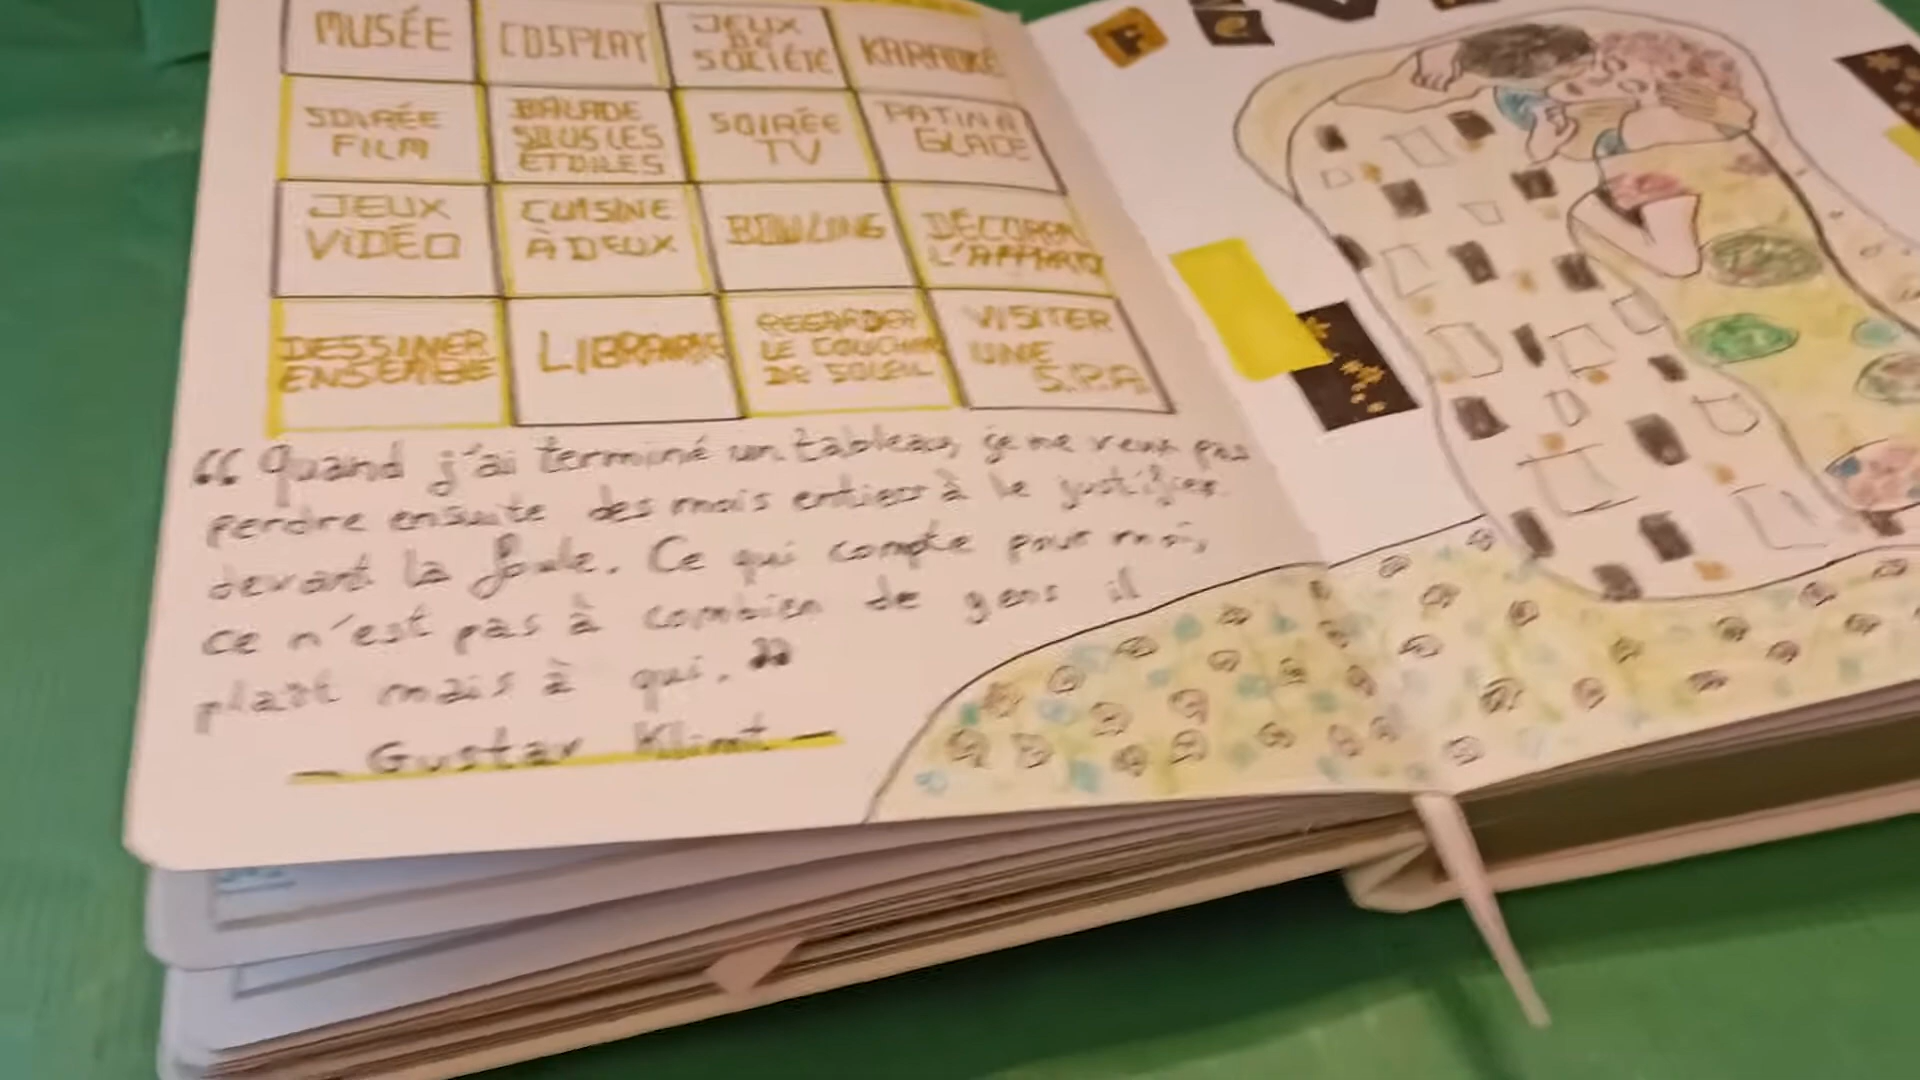 MUSÉE
COSPLAY
JEUX
DE
SOCIÉTÉ
KARAOKÉ
SOIRÉE
FILM
BALADE
SOUS LES
ÉTOILES
SOIRÉE
TV
PATIN À
GLACE
JEUX
VIDÉO
CUISINE
À DEUX
BOWLING
L'APPART
DESSINER
ENSEMBLE
LIBRAIRIE
REGARDER
LE COUCHER
DE SOLEIL
VISITER
UNE
S.P.A.
“ Quand j'ai terminé un tableau, je ne veux pas
perdre ensuite des mois entiers à le justifier
devant la foule. Ce qui compte pour moi,
ce n'est pas à combien de gens il
plaît mais à qui. ”
— Gustav Klimt —
F E V